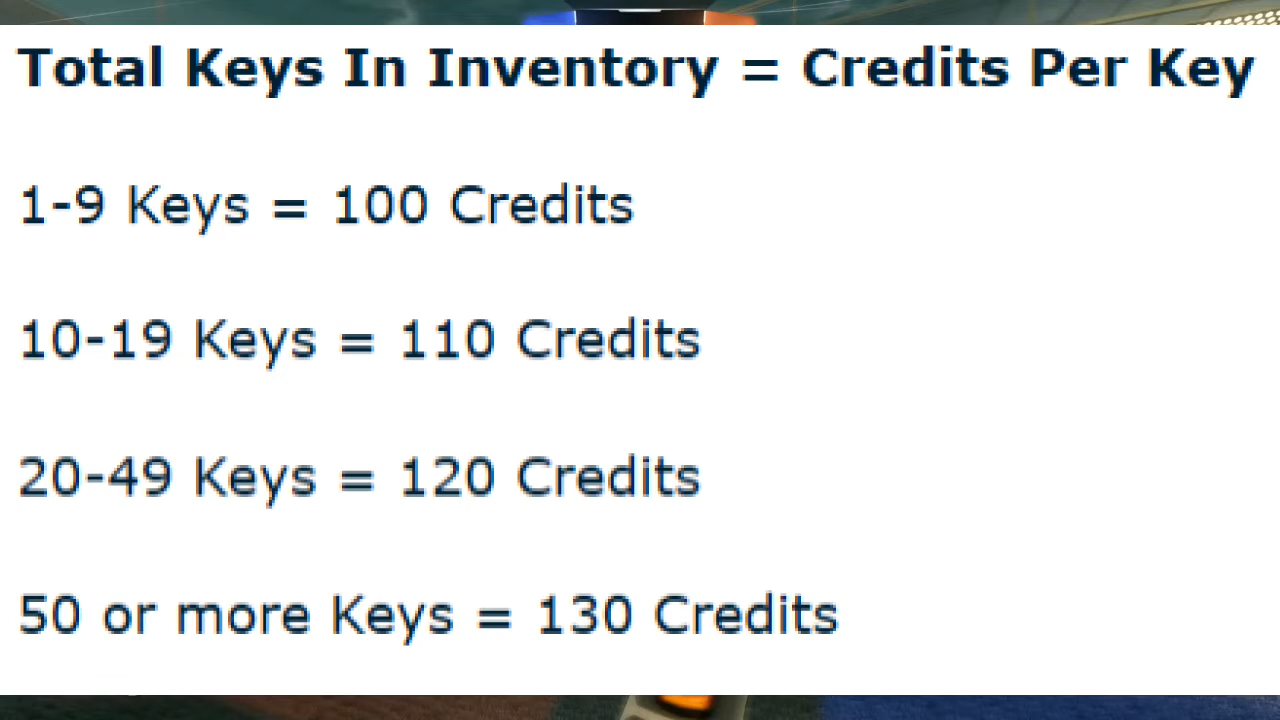 Total Keys In Inventory = Credits Per Key
1-9 Keys = 100 Credits
10-19 Keys = 110 Credits
20-49 Keys = 120 Credits
50 or more Keys = 130 Credits